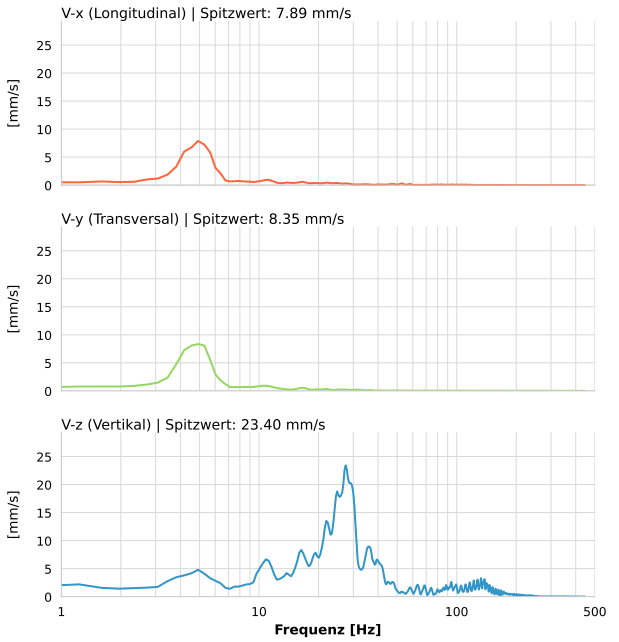 V-x (Longitudinal) | Spitzwert: 7.89 mm/s
25
20
15
10
5
0
[mm/s]
V-y (Transversal) | Spitzwert: 8.35 mm/s
25
20
15
10
5
0
[mm/s]
V-z (Vertikal) | Spitzwert: 23.40 mm/s
25
20
15
10
5
0
[mm/s]
1 10 100 500
Frequenz [Hz]